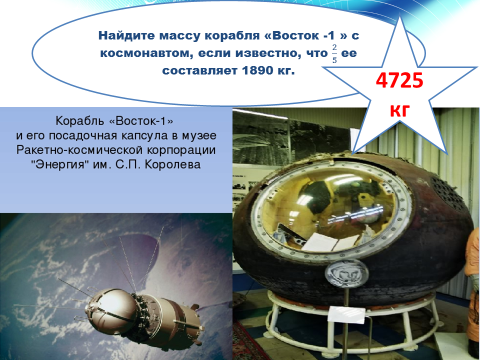 Найдите массу корабля «Восток -1 » с
космонавтом, если известно, что 2/5 ее
составляет 1890 кг.
4725
кг
Корабль «Восток-1»
и его посадочная капсула в музее
Ракетно-космической корпорации
"Энергия" им. С.П. Королева